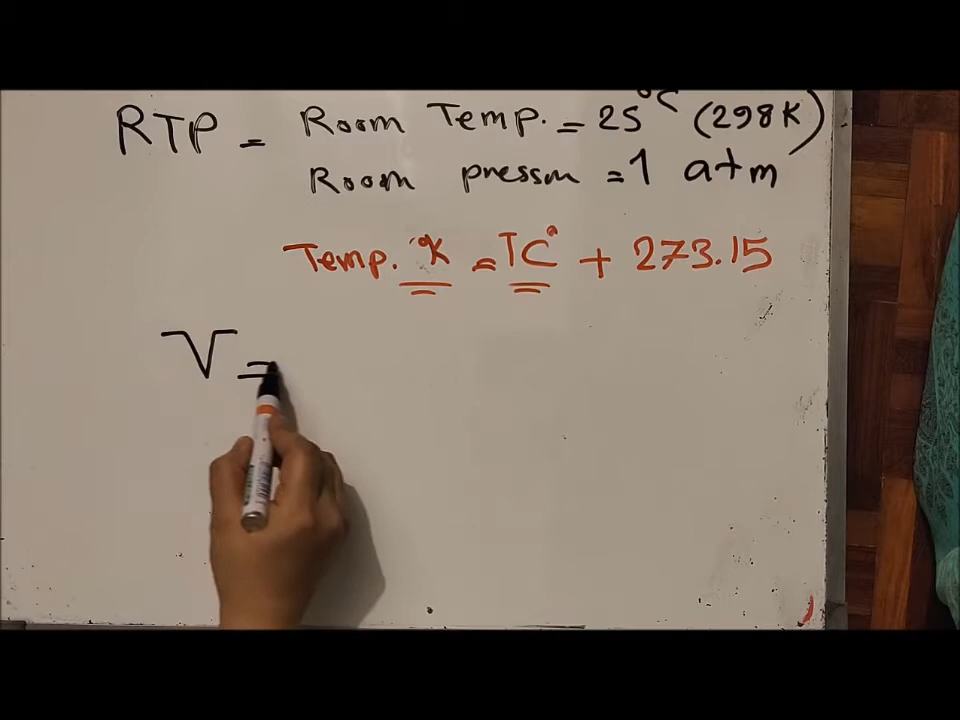 RTP = Room Temp. = 25°C (298K)
Room pressm = 1 atm
Temp. °K = TC° + 273.15
V =